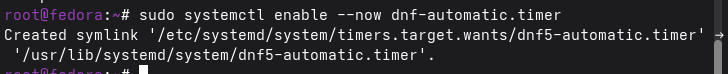 root@fedora:~# sudo systemctl enable --now dnf-automatic.timer
Created symlink '/etc/systemd/system/timers.target.wants/dnf5-automatic.timer' →
'/usr/lib/systemd/system/dnf5-automatic.timer'.
root@fedora:~#